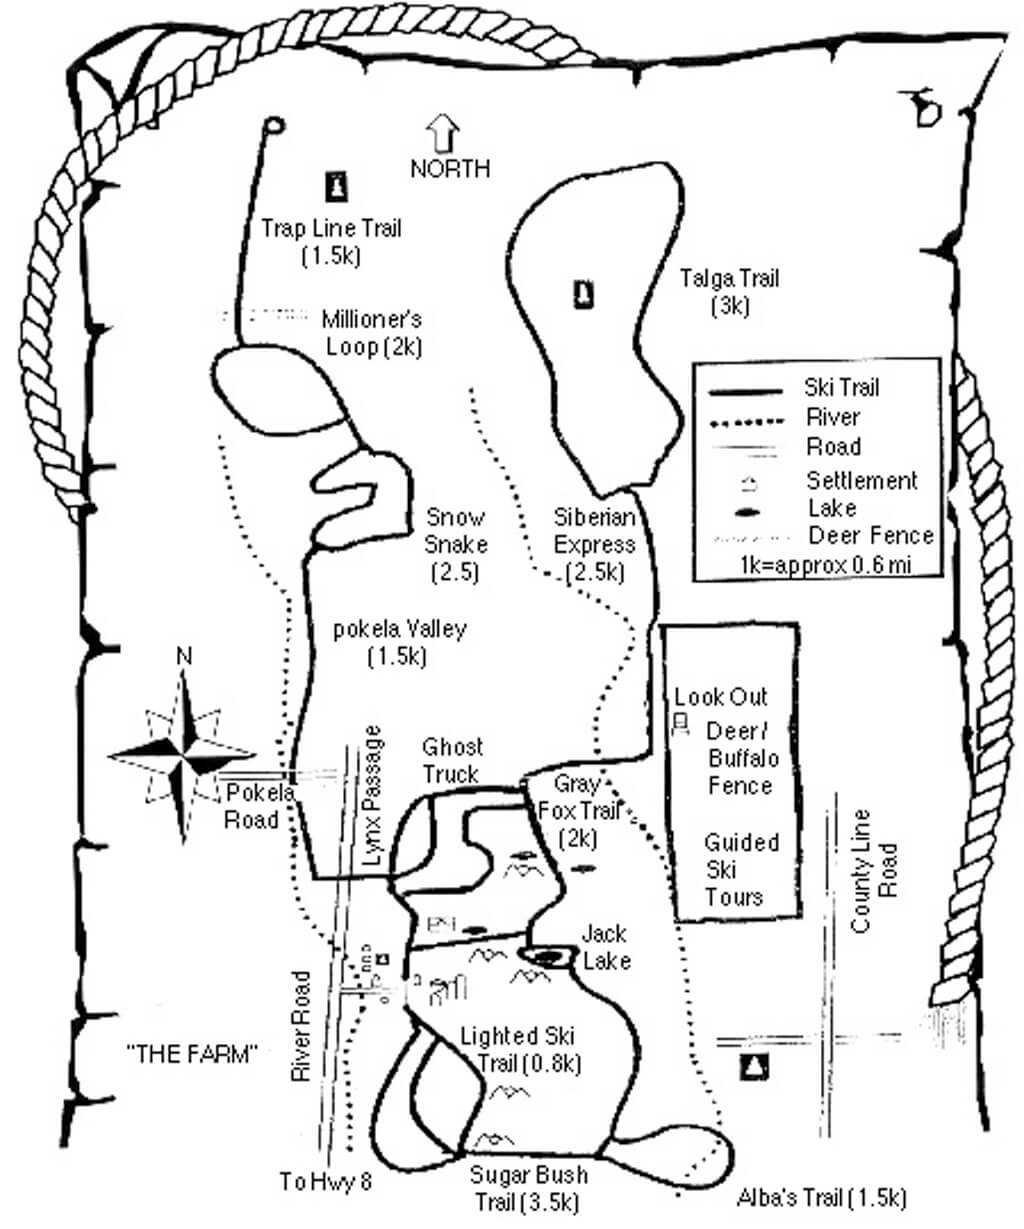 NORTH
Trap Line Trail
(1.5k)
Talga Trail
(3k)
Millioner's
Loop (2k)
Ski Trail
River
Road
Settlement
Lake
Deer Fence
1k=approx 0.6 mi
Snow
Snake
(2.5)
Siberian
Express
(2.5k)
pokela Valley
(1.5k)
N
Look Out
Deer/
Buffalo
Fence
Guided
Ski
Tours
Pokela
Road
Lynx Passage
Ghost
Truck
Gray
Fox Trail
(2k)
County Line
Road
Jack
Lake
River Road
"THE FARM"
Lighted Ski
Trail (0.8k)
To Hwy 8
Sugar Bush
Trail (3.5k)
Alba's Trail (1.5k)